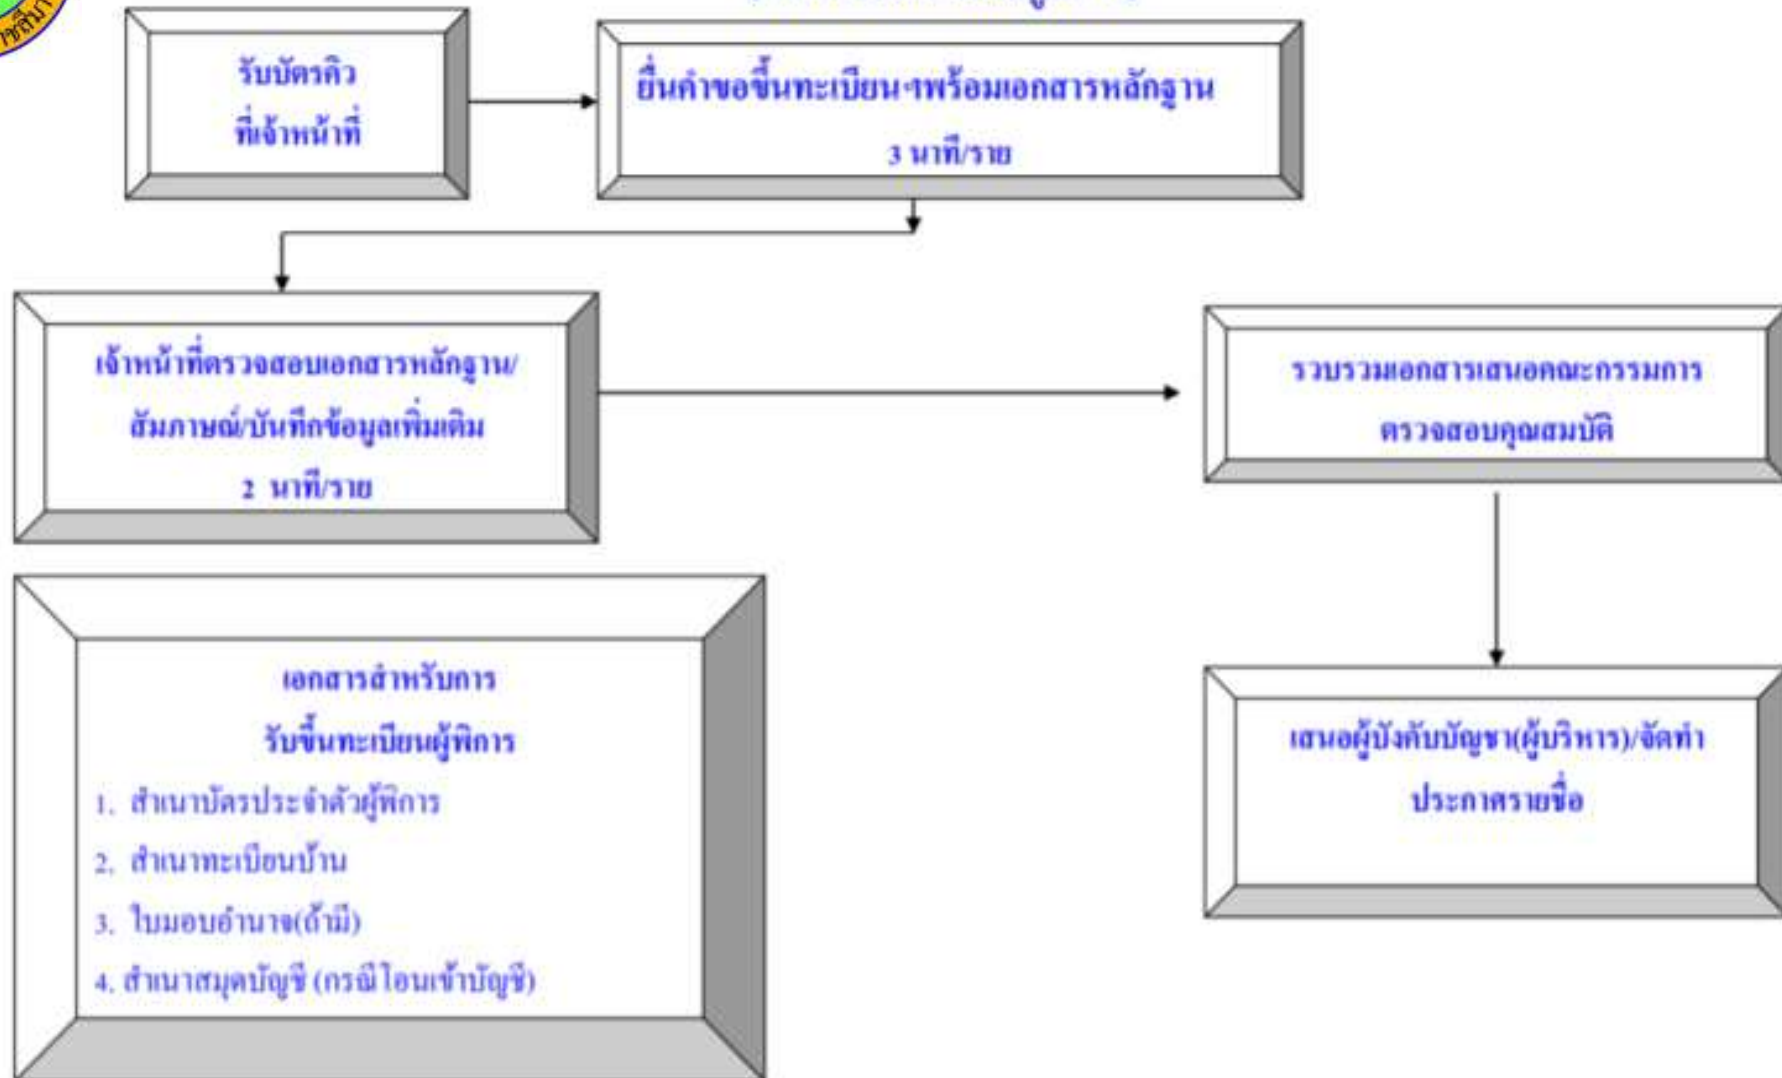 รับบัตรคิว
ที่เจ้าหน้าที่
ยื่นคำขอขึ้นทะเบียนฯพร้อมเอกสารหลักฐาน
3 นาที/ราย
เจ้าหน้าที่ตรวจสอบเอกสารหลักฐาน/
สัมภาษณ์/บันทึกข้อมูลเพิ่มเติม
2 นาที/ราย
รวบรวมเอกสารเสนอคณะกรรมการ
ตรวจสอบคุณสมบัติ
เสนอผู้บังคับบัญชา(ผู้บริหาร)/จัดทำ
ประกาศรายชื่อ
เอกสารสำหรับการ
รับขึ้นทะเบียนผู้พิการ
1. สำเนาบัตรประจำตัวผู้พิการ
2. สำเนาทะเบียนบ้าน
3. ใบมอบอำนาจ(ถ้ามี)
4. สำเนาสมุดบัญชี (กรณีโอนเข้าบัญชี)